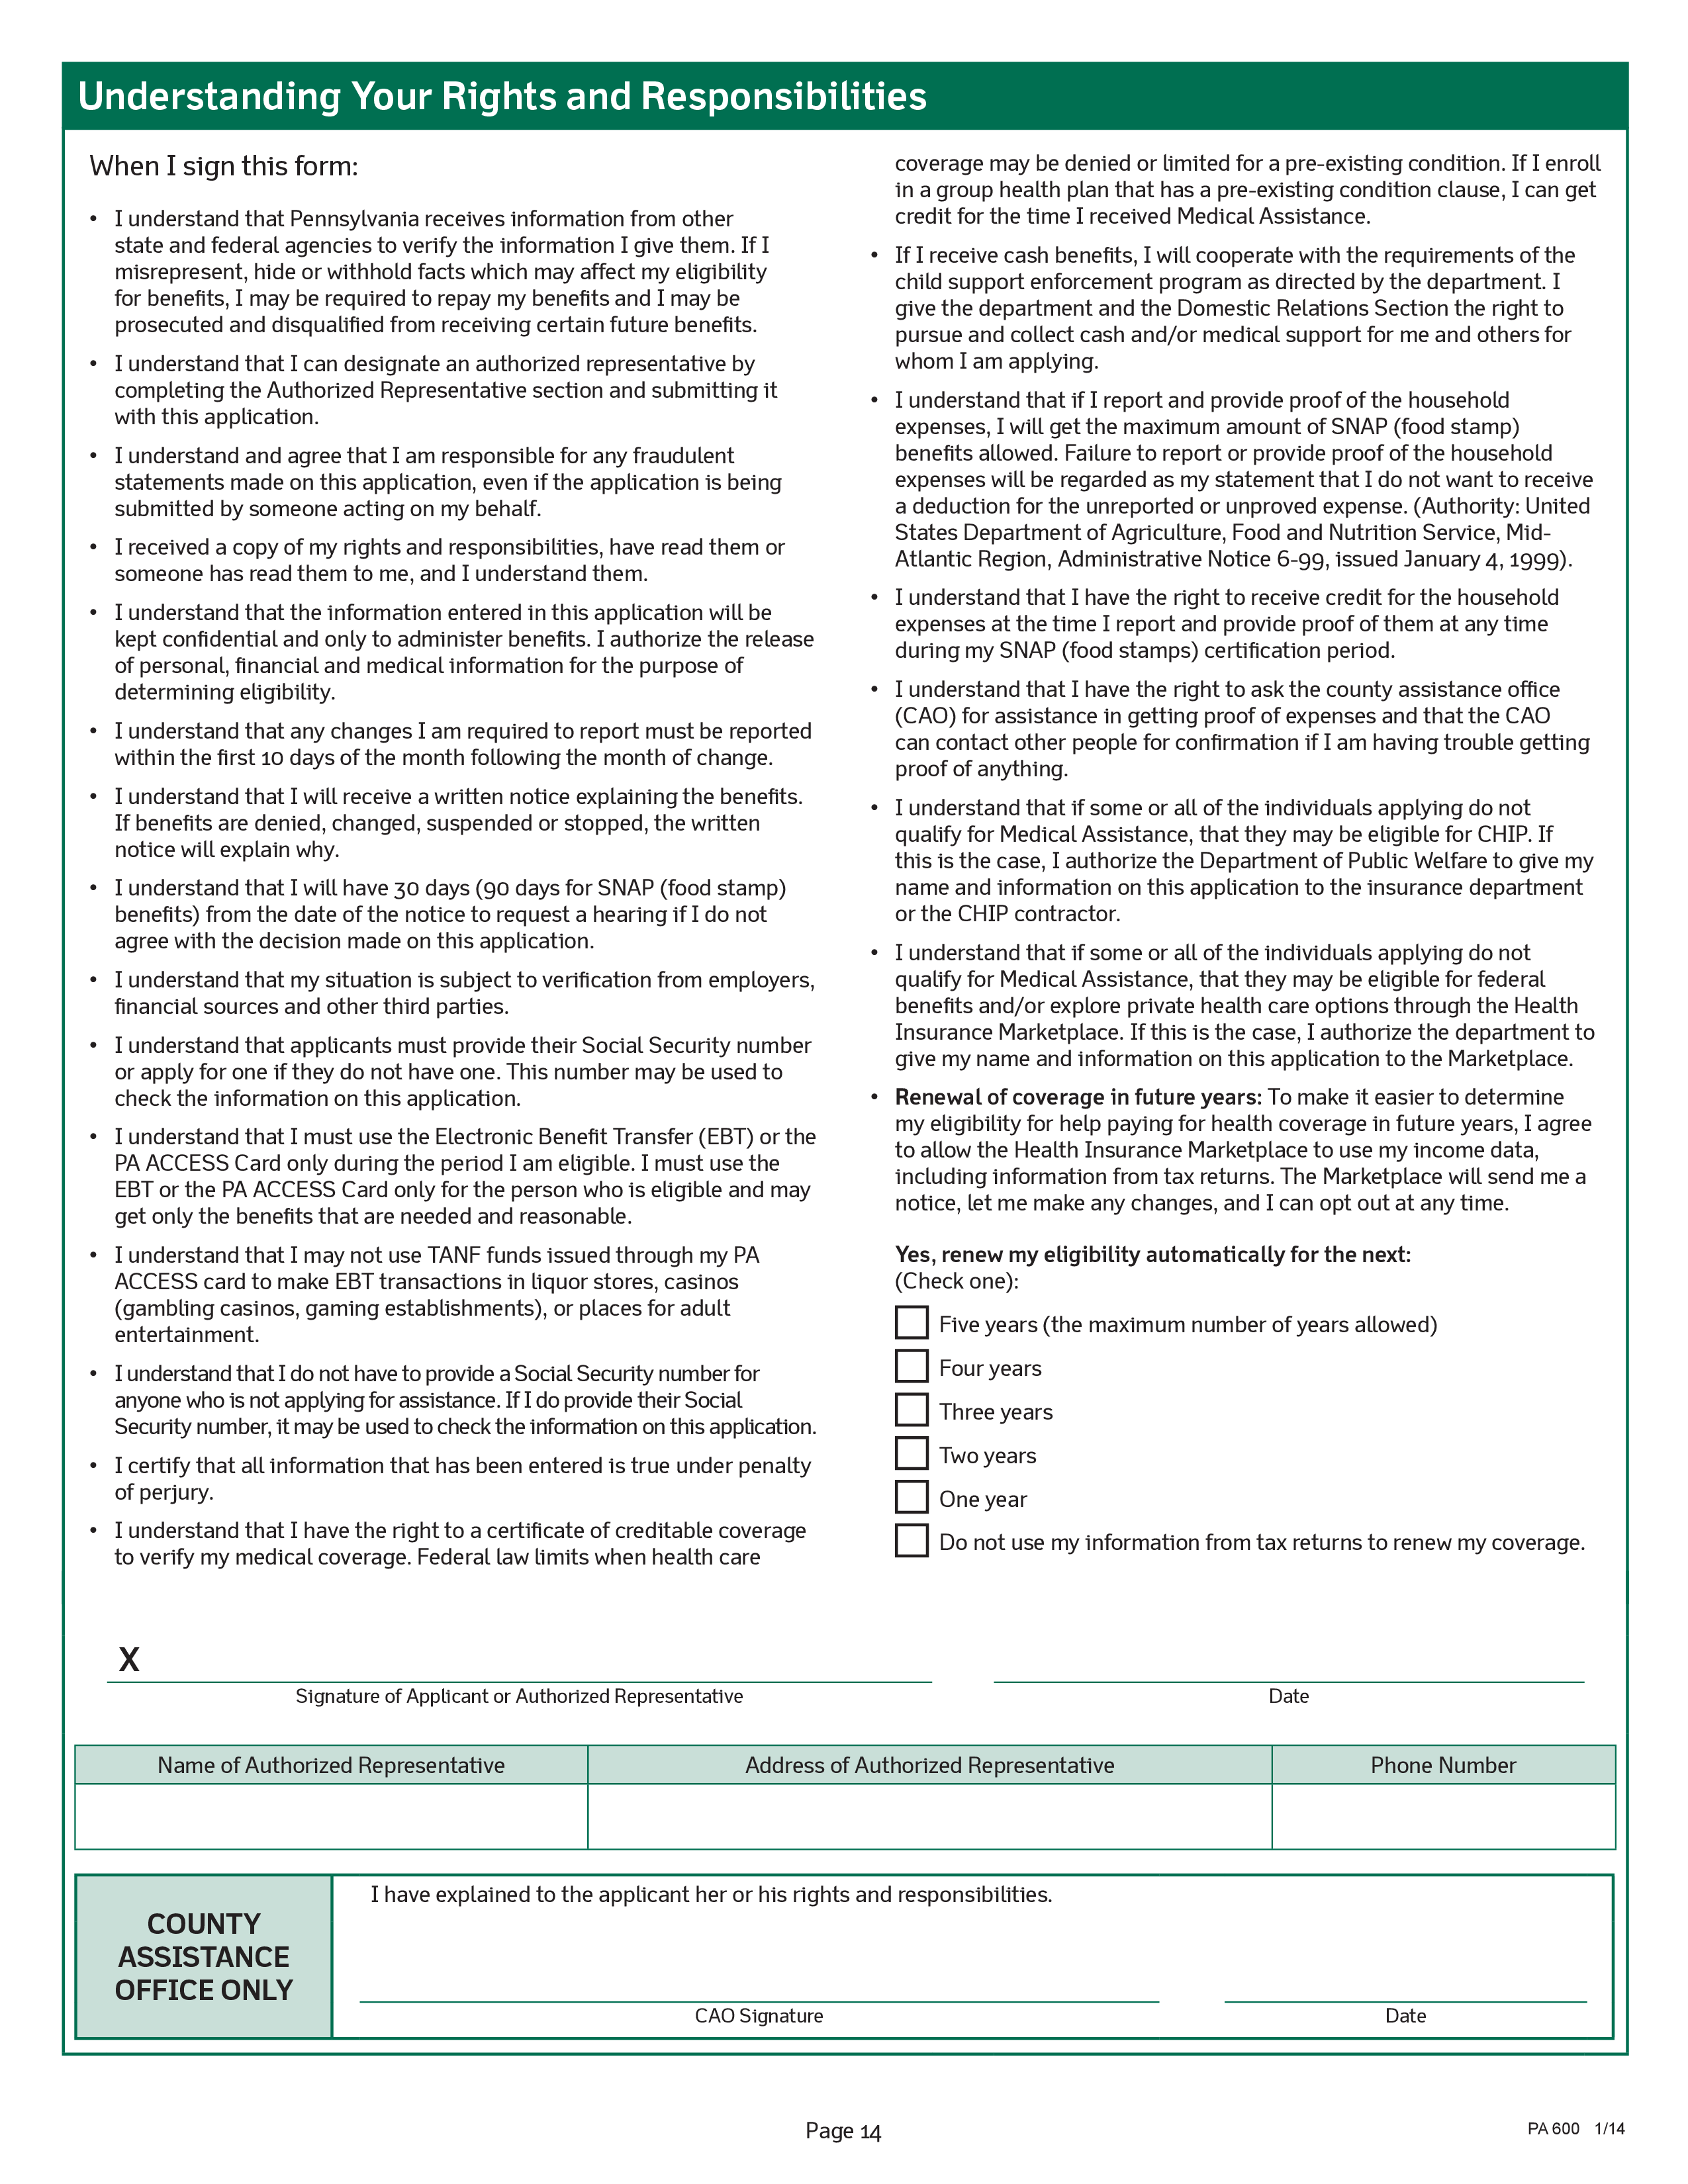 Understanding Your Rights and Responsibilities
When I sign this form:
• I understand that Pennsylvania receives information from other
state and federal agencies to verify the information I give them. If I
misrepresent, hide or withhold facts which may affect my eligibility
for benefits, I may be required to repay my benefits and I may be
prosecuted and disqualified from receiving certain future benefits.
• I understand that I can designate an authorized representative by
completing the Authorized Representative section and submitting it
with this application.
• I understand and agree that I am responsible for any fraudulent
statements made on this application, even if the application is being
submitted by someone acting on my behalf.
• I received a copy of my rights and responsibilities, have read them or
someone has read them to me, and I understand them.
• I understand that the information entered in this application will be
kept confidential and only to administer benefits. I authorize the release
of personal, financial and medical information for the purpose of
determining eligibility.
• I understand that any changes I am required to report must be reported
within the first 10 days of the month following the month of change.
• I understand that I will receive a written notice explaining the benefits.
If benefits are denied, changed, suspended or stopped, the written
notice will explain why.
• I understand that I will have 30 days (90 days for SNAP (food stamp)
benefits) from the date of the notice to request a hearing if I do not
agree with the decision made on this application.
• I understand that my situation is subject to verification from employers,
financial sources and other third parties.
• I understand that applicants must provide their Social Security number
or apply for one if they do not have one. This number may be used to
check the information on this application.
• I understand that I must use the Electronic Benefit Transfer (EBT) or the
PA ACCESS Card only during the period I am eligible. I must use the
EBT or the PA ACCESS Card only for the person who is eligible and may
get only the benefits that are needed and reasonable.
• I understand that I may not use TANF funds issued through my PA
ACCESS card to make EBT transactions in liquor stores, casinos
(gambling casinos, gaming establishments), or places for adult
entertainment.
• I understand that I do not have to provide a Social Security number for
anyone who is not applying for assistance. If I do provide their Social
Security number, it may be used to check the information on this application.
• I certify that all information that has been entered is true under penalty
of perjury.
• I understand that I have the right to a certificate of creditable coverage
to verify my medical coverage. Federal law limits when health care
coverage may be denied or limited for a pre-existing condition. If I enroll
in a group health plan that has a pre-existing condition clause, I can get
credit for the time I received Medical Assistance.
• If I receive cash benefits, I will cooperate with the requirements of the
child support enforcement program as directed by the department. I
give the department and the Domestic Relations Section the right to
pursue and collect cash and/or medical support for me and others for
whom I am applying.
• I understand that if I report and provide proof of the household
expenses, I will get the maximum amount of SNAP (food stamp)
benefits allowed. Failure to report or provide proof of the household
expenses will be regarded as my statement that I do not want to receive
a deduction for the unreported or unproved expense. (Authority: United
States Department of Agriculture, Food and Nutrition Service, Mid-
Atlantic Region, Administrative Notice 6-99, issued January 4, 1999).
• I understand that I have the right to receive credit for the household
expenses at the time I report and provide proof of them at any time
during my SNAP (food stamps) certification period.
• I understand that I have the right to ask the county assistance office
(CAO) for assistance in getting proof of expenses and that the CAO
can contact other people for confirmation if I am having trouble getting
proof of anything.
• I understand that if some or all of the individuals applying do not
qualify for Medical Assistance, that they may be eligible for CHIP. If
this is the case, I authorize the Department of Public Welfare to give my
name and information on this application to the insurance department
or the CHIP contractor.
• I understand that if some or all of the individuals applying do not
qualify for Medical Assistance, that they may be eligible for federal
benefits and/or explore private health care options through the Health
Insurance Marketplace. If this is the case, I authorize the department to
give my name and information on this application to the Marketplace.
• Renewal of coverage in future years: To make it easier to determine
my eligibility for help paying for health coverage in future years, I agree
to allow the Health Insurance Marketplace to use my income data,
including information from tax returns. The Marketplace will send me a
notice, let me make any changes, and I can opt out at any time.
Yes, renew my eligibility automatically for the next:
(Check one):
Five years (the maximum number of years allowed)
Four years
Three years
Two years
One year
Do not use my information from tax returns to renew my coverage.
X
Signature of Applicant or Authorized Representative
Date
Name of Authorized Representative
Address of Authorized Representative
Phone Number
COUNTY
ASSISTANCE
OFFICE ONLY
I have explained to the applicant her or his rights and responsibilities.
CAO Signature
Date
Page 14
PA 600 1/14